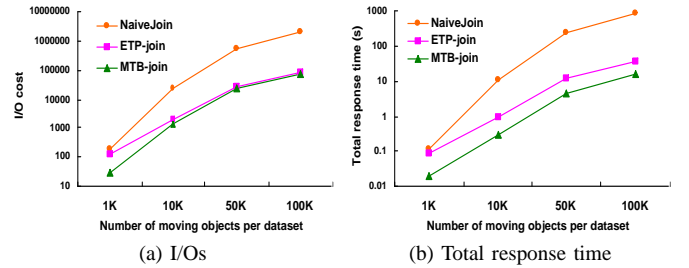 NaiveJoin
ETP-join
MTB-join
I/O cost
10000000
1000000
100000
10000
1000
100
10
1K 10K 50K 100K
Number of moving objects per dataset
(a) I/Os
NaiveJoin
ETP-join
MTB-join
Total response time (s)
1000
100
10
1
0.1
0.01
1K 10K 50K 100K
Number of moving objects per dataset
(b) Total response time